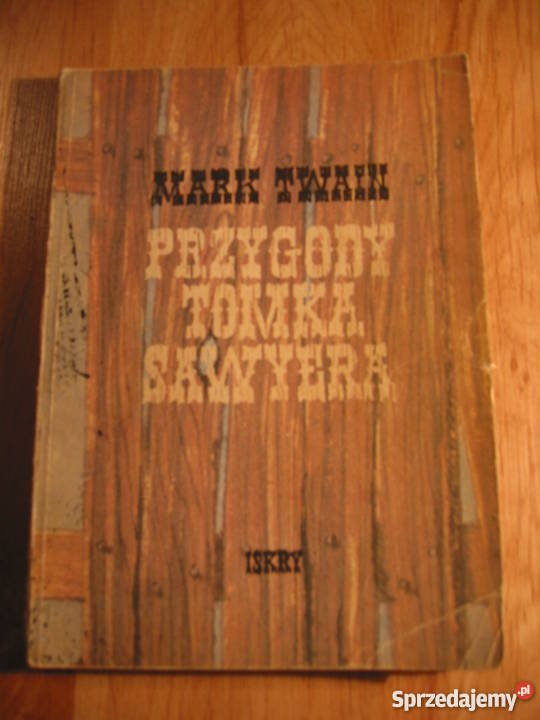 MARK TWAIN
PRZYGODY
TOMKA
SAWYERA
ISKRY
Sprzedajemy.pl